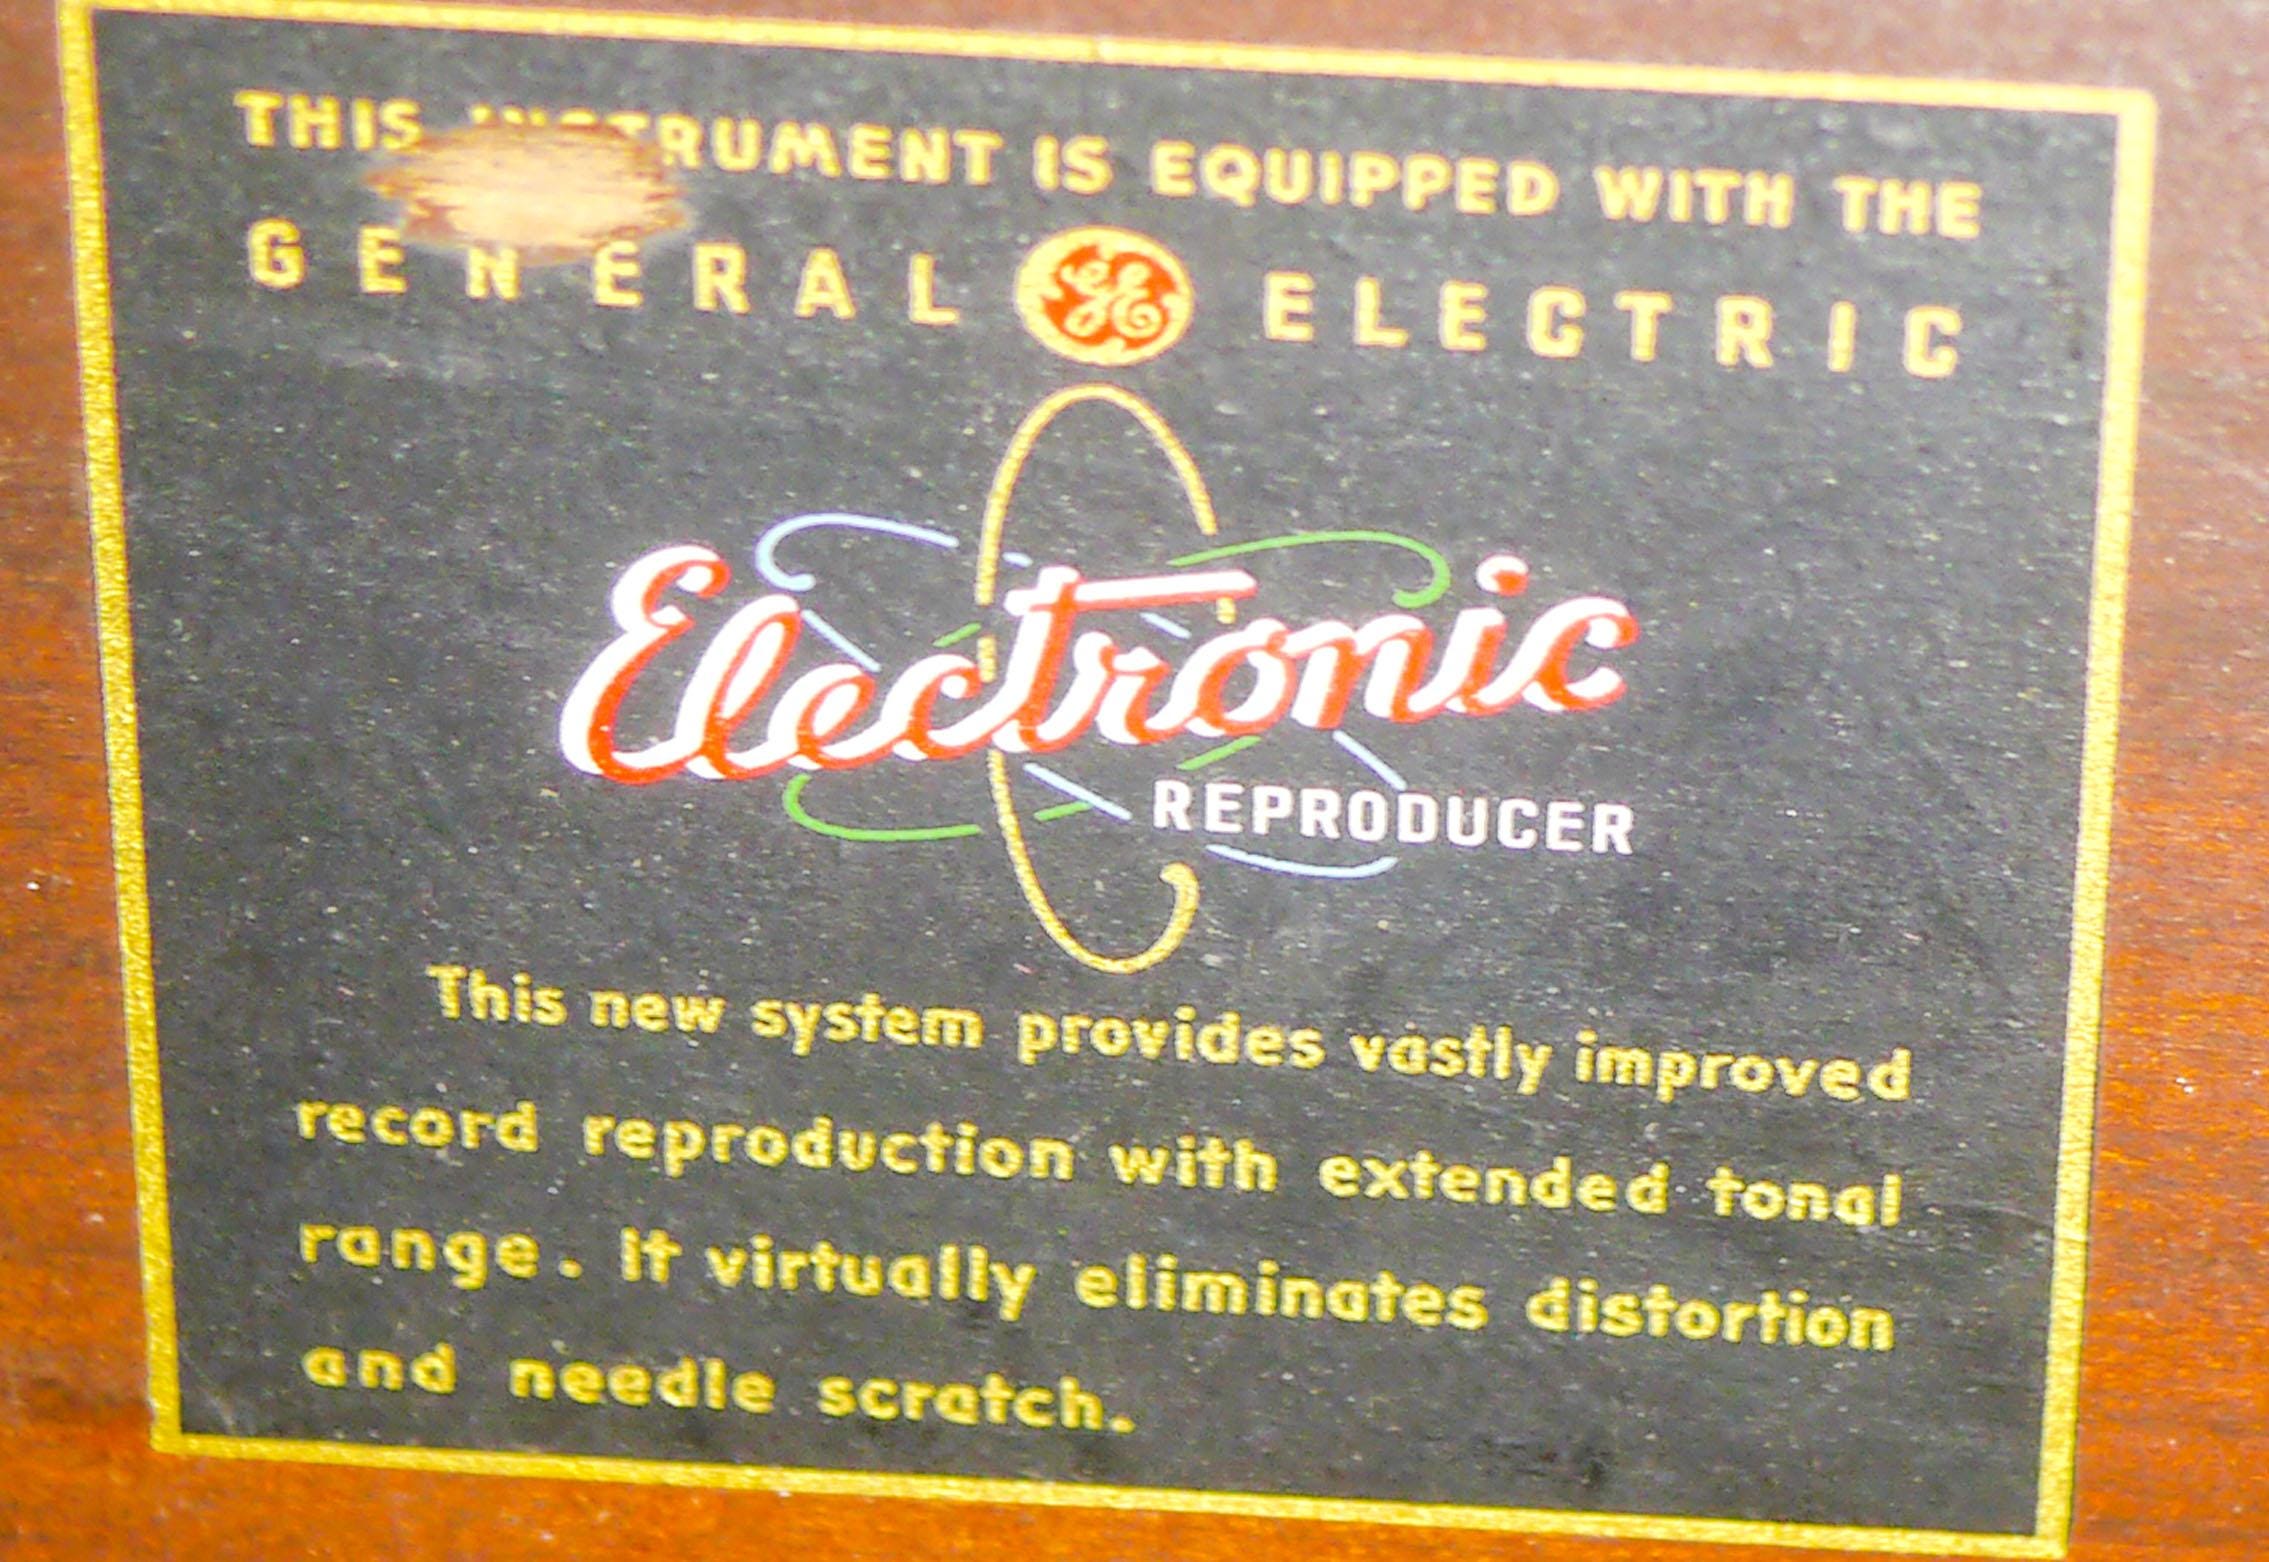 THIS INSTRUMENT IS EQUIPPED WITH THE
GENERAL GE ELECTRIC
Electronic
REPRODUCER
This new system provides vastly improved
record reproduction with extended tonal
range. It virtually eliminates distortion
and needle scratch.